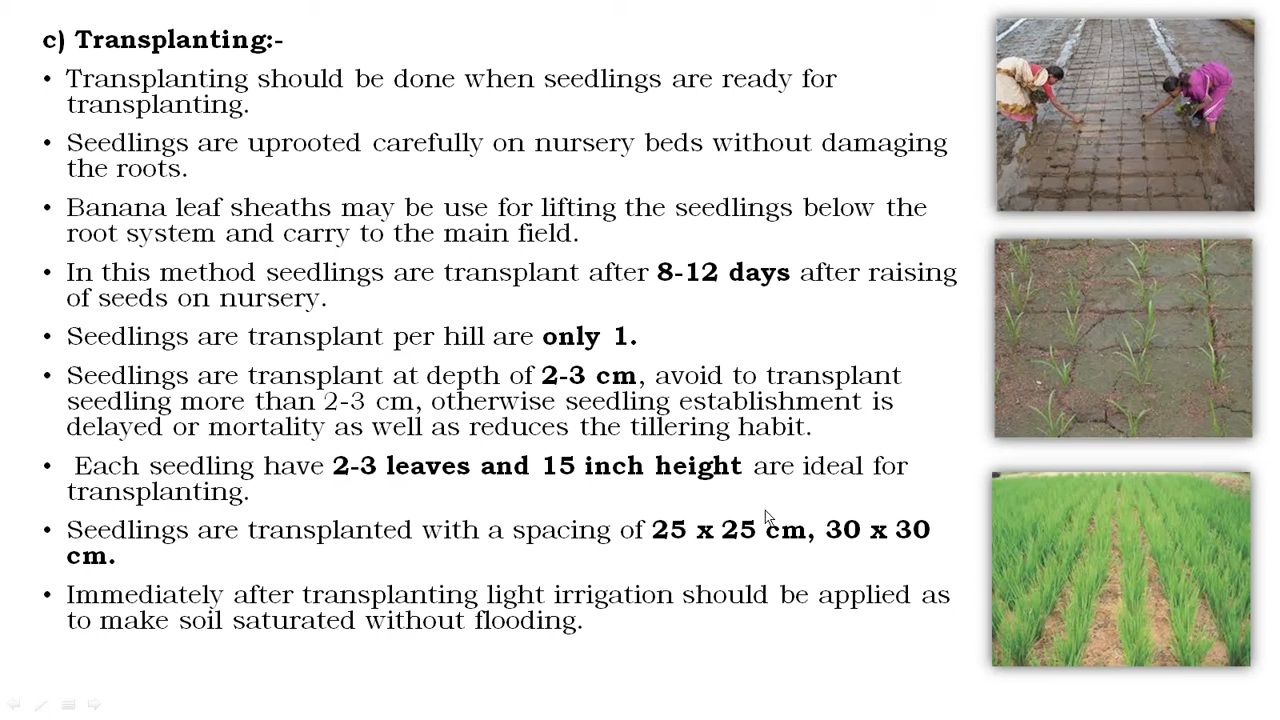 c) Transplanting:-
• Transplanting should be done when seedlings are ready for
transplanting.
• Seedlings are uprooted carefully on nursery beds without damaging
the roots.
• Banana leaf sheaths may be use for lifting the seedlings below the
root system and carry to the main field.
• In this method seedlings are transplant after 8-12 days after raising
of seeds on nursery.
• Seedlings are transplant per hill are only 1.
• Seedlings are transplant at depth of 2-3 cm, avoid to transplant
seedling more than 2-3 cm, otherwise seedling establishment is
delayed or mortality as well as reduces the tillering habit.
• Each seedling have 2-3 leaves and 15 inch height are ideal for
transplanting.
• Seedlings are transplanted with a spacing of 25 x 25 cm, 30 x 30
cm.
• Immediately after transplanting light irrigation should be applied as
to make soil saturated without flooding.